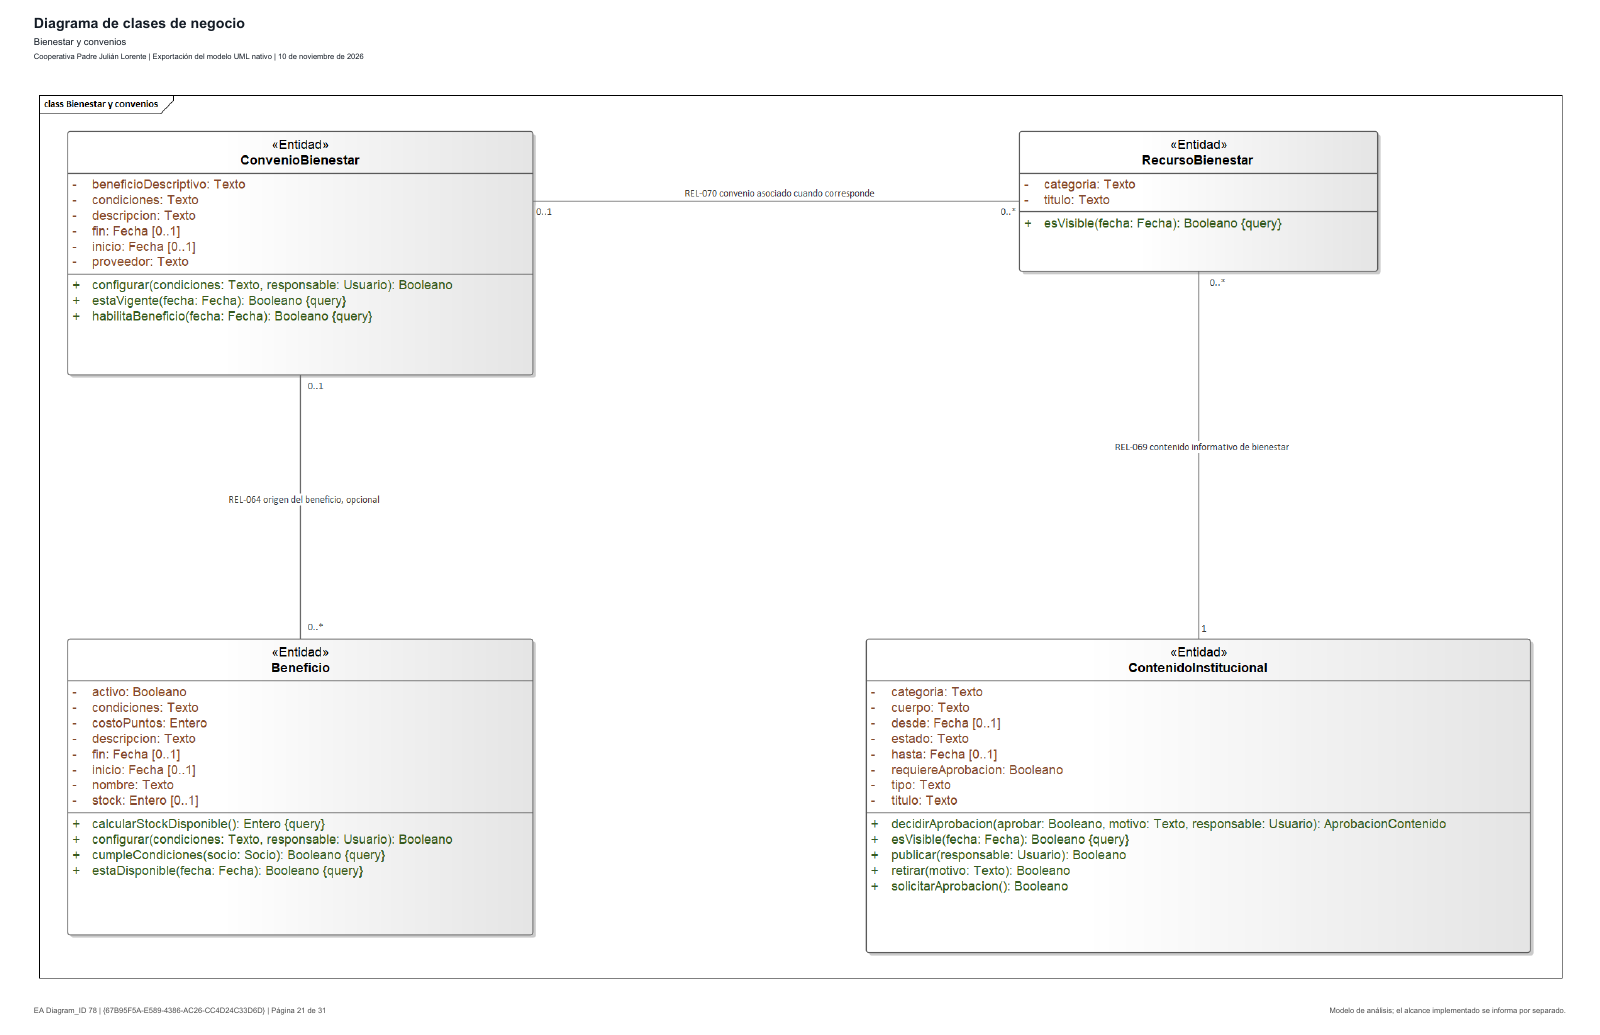 Diagrama de clases de negocio
Bienestar y convenios
Cooperativa Padre Julián Lorente | Exportación del modelo UML nativo | 10 de noviembre de 2026
class Bienestar y convenios
«Entidad»
ConvenioBienestar
- beneficioDescriptivo: Texto
- condiciones: Texto
- descripcion: Texto
- fin: Fecha [0..1]
- inicio: Fecha [0..1]
- proveedor: Texto
+ configurar(condiciones: Texto, responsable: Usuario): Booleano
+ estaVigente(fecha: Fecha): Booleano {query}
+ habilitaBeneficio(fecha: Fecha): Booleano {query}
REL-070 convenio asociado cuando corresponde
0..1
0..*
«Entidad»
RecursoBienestar
- categoria: Texto
- titulo: Texto
+ esVisible(fecha: Fecha): Booleano {query}
0..*
0..1
REL-069 contenido informativo de bienestar
REL-064 origen del beneficio, opcional
0..*
1
«Entidad»
Beneficio
- activo: Booleano
- condiciones: Texto
- costoPuntos: Entero
- descripcion: Texto
- fin: Fecha [0..1]
- inicio: Fecha [0..1]
- nombre: Texto
- stock: Entero [0..1]
+ calcularStockDisponible(): Entero {query}
+ configurar(condiciones: Texto, responsable: Usuario): Booleano
+ cumpleCondiciones(socio: Socio): Booleano {query}
+ estaDisponible(fecha: Fecha): Booleano {query}
«Entidad»
ContenidoInstitucional
- categoria: Texto
- cuerpo: Texto
- desde: Fecha [0..1]
- estado: Texto
- hasta: Fecha [0..1]
- requiereAprobacion: Booleano
- tipo: Texto
- titulo: Texto
+ decidirAprobacion(aprobar: Booleano, motivo: Texto, responsable: Usuario): AprobacionContenido
+ esVisible(fecha: Fecha): Booleano {query}
+ publicar(responsable: Usuario): Booleano
+ retirar(motivo: Texto): Booleano
+ solicitarAprobacion(): Booleano
EA Diagram_ID 78 | {67B95F5A-E589-4386-AC26-CC4D24C33D6D} | Página 21 de 31
Modelo de análisis; el alcance implementado se informa por separado.